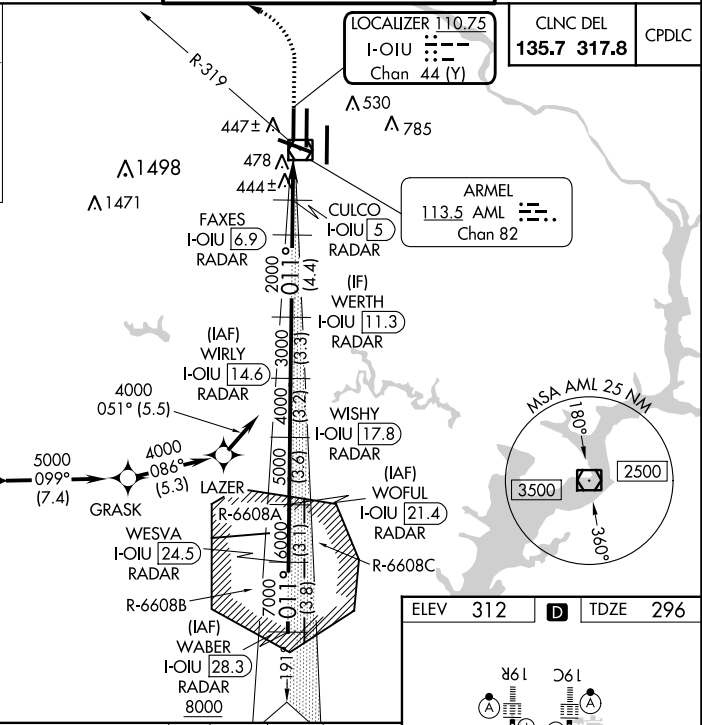 LOCALIZER 110.75
I-OIU
Chan 44 (Y)
CLNC DEL
135.7 317.8
CPDLC
R-319
530
785
447±
478
444±
1498
1471
ARMEL
113.5 AML
Chan 82
FAXES
I-OIU 6.9
RADAR
CULCO
I-OIU 5
RADAR
2000
011°
(4.4)
(IF)
WERTH
I-OIU 11.3
RADAR
(IAF)
WIRLY
I-OIU 14.6
RADAR
3000
(3.3)
4000
051° (5.5)
4000
(3.2)
WISHY
I-OIU 17.8
RADAR
MSA AML 25 NM
180°
3500
2500
360°
5000
099°
(7.4)
4000
086°
(5.3)
GRASK
LAZER
5000
(3.6)
(IAF)
WOFUL
I-OIU 21.4
RADAR
R-6608A
WESVA
I-OIU 24.5
RADAR
6000
(3.1)
R-6608C
R-6608B
7000
011°
(3.8)
(IAF)
WABER
I-OIU 28.3
RADAR
8000
191°
ELEV 312
D
TDZE 296
19R
19C
A
A